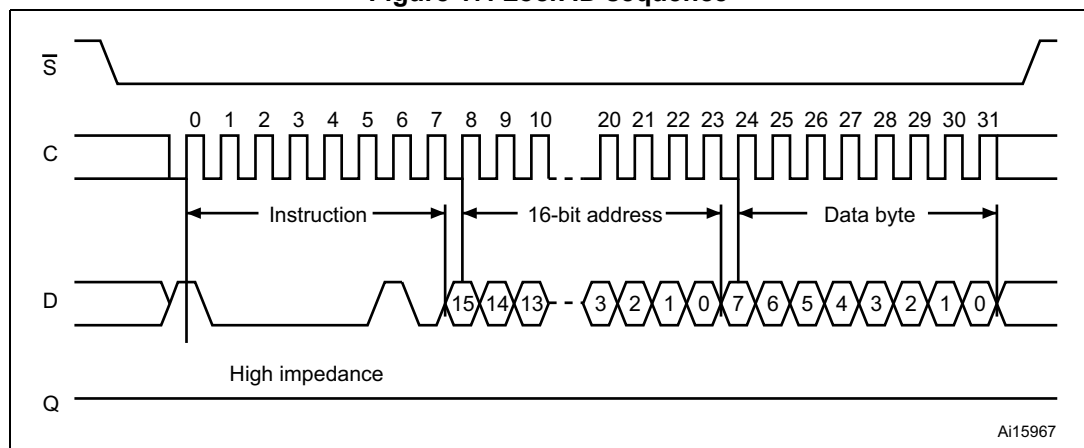 Figure 17. Lock ID sequence
S
0 1 2 3 4 5 6 7 8 9 10 20 21 22 23 24 25 26 27 28 29 30 31
C
Instruction 16-bit address Data byte
D 15 14 13 3 2 1 0 7 6 5 4 3 2 1 0
High impedance
Q
Ai15967